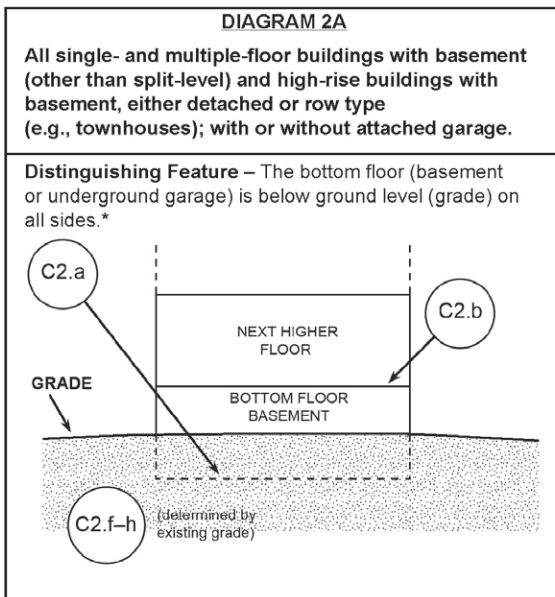 DIAGRAM 2A
All single- and multiple-floor buildings with basement
(other than split-level) and high-rise buildings with
basement, either detached or row type
(e.g., townhouses); with or without attached garage.
Distinguishing Feature – The bottom floor (basement
or underground garage) is below ground level (grade) on
all sides.*
C2.a
C2.b
NEXT HIGHER
FLOOR
GRADE
BOTTOM FLOOR
BASEMENT
C2.f–h
(determined by
existing grade)